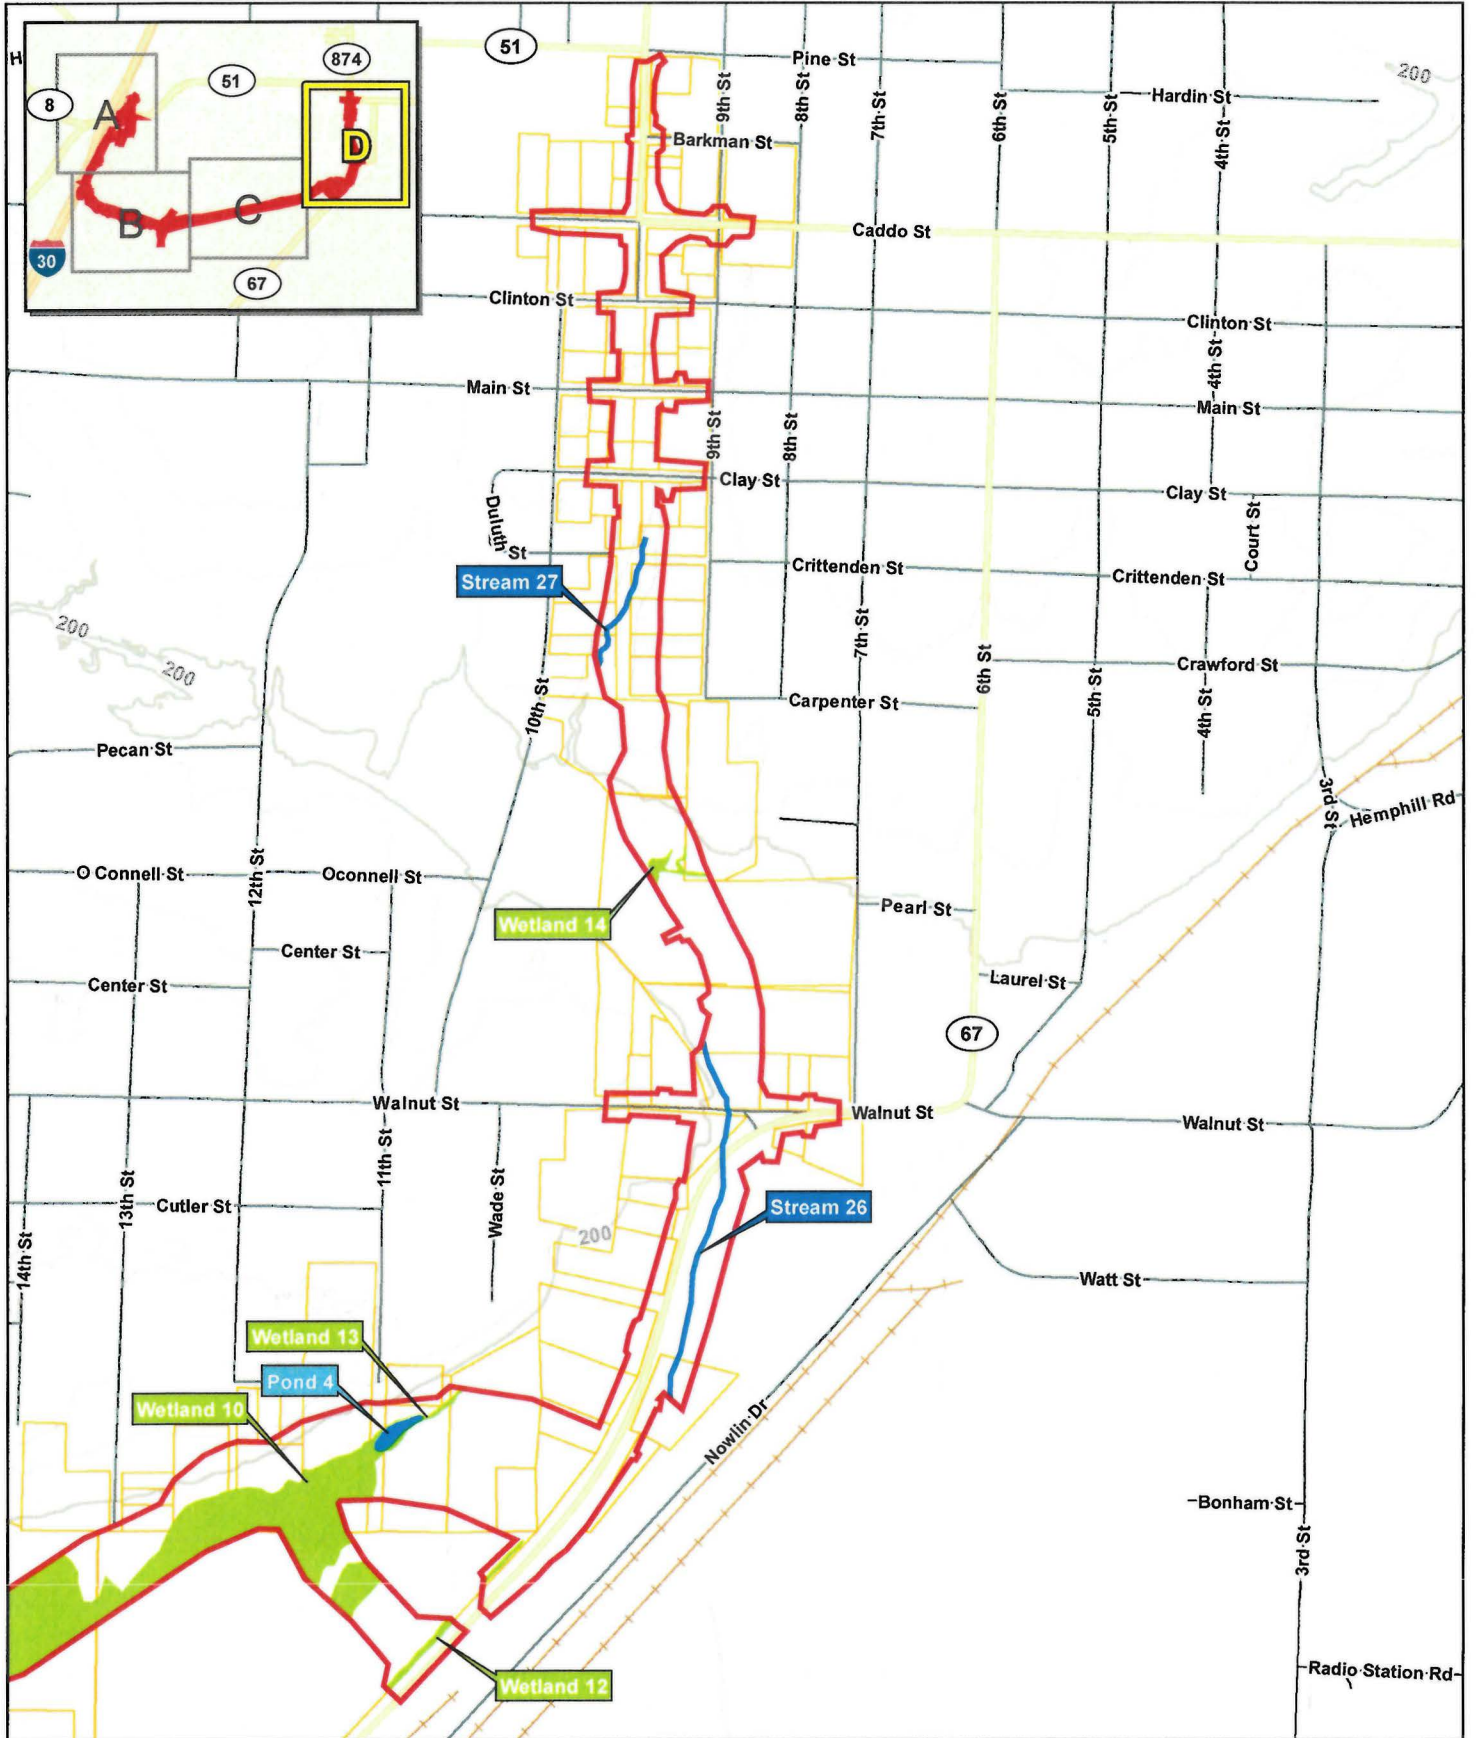 H
51
Pine St
874
51
8
A
D
B
C
30
67
9th St
8th St
7th St
6th St
5th St
4th St
Hardin St
200
Barkman St
Caddo St
Clinton St
Clinton St
4th St
Main St
Main St
9th St
8th St
Clay St
Clay St
Duluth St
Court St
Crittenden St
Crittenden St
Stream 27
200
200
7th St
6th St
5th St
4th St
Crawford St
Carpenter St
10th St
Pecan St
3rd St
Hemphill Rd
12th St
O Connell St
Oconnell St
Wetland 14
Pearl St
Center St
Center St
Laurel St
67
Walnut St
Walnut St
Walnut St
14th St
13th St
11th St
Wade St
Cutler St
Stream 26
200
Watt St
Wetland 13
Pond 4
Wetland 10
Nowlin Dr
Bonham St
3rd St
Wetland 12
Radio Station Rd